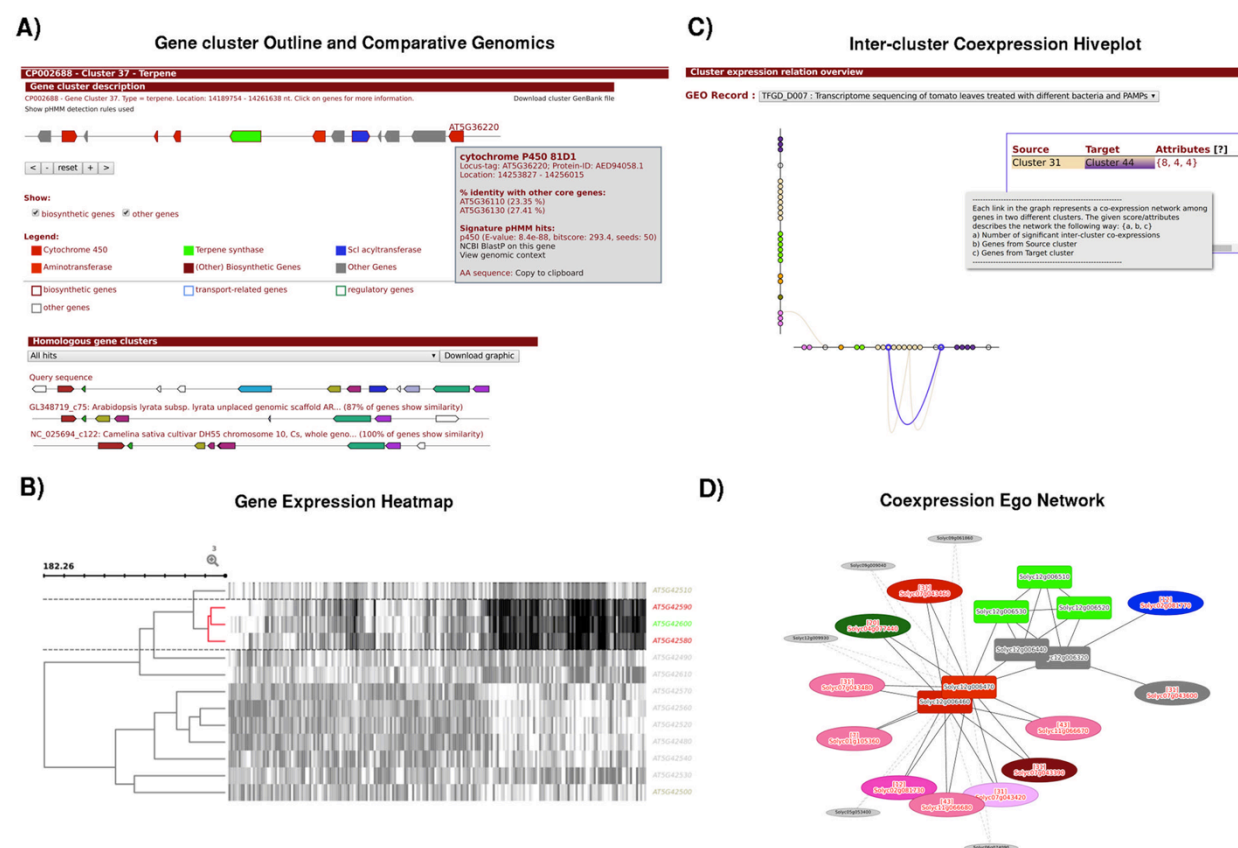 A)
Gene cluster Outline and Comparative Genomics
CP002688 - Cluster 37 - Terpene
Gene cluster description
CP002688 - Gene Cluster 37. Type = terpene. Location: 14189754 - 14261638 nt. Click on genes for more information.
Download cluster GenBank file
Show pHMM detection rules used
AT5G36220
< - reset + >
cytochrome P450 81D1
Locus-tag: AT5G36220; Protein-ID: AED94058.1
Location: 14253827 - 14256015
% identity with other core genes:
AT5G36110 (23.35 %)
AT5G36130 (27.41 %)
Signature pHMM hits:
p450 (E-value: 8.4e-88, bitscore: 293.4, seeds: 50)
NCBI BlastP on this gene
View genomic context
AA sequence: Copy to clipboard
Show:
biosynthetic genes other genes
Legend:
Cytochrome 450 Terpene synthase Scl acyltransferase
Aminotransferase (Other) Biosynthetic Genes Other Genes
biosynthetic genes transport-related genes regulatory genes
other genes
Homologous gene clusters
All hits Download graphic
Query sequence
GL348719_c75: Arabidopsis lyrata subsp. lyrata unplaced genomic scaffold AR... (87% of genes show similarity)
NC_025694_c122: Camelina sativa cultivar DH55 chromosome 10, Cs, whole geno... (100% of genes show similarity)
C)
Inter-cluster Coexpression Hiveplot
Cluster expression relation overview
GEO Record : TFGD_D007 : Transcriptome sequencing of tomato leaves treated with different bacteria and PAMPs
Source Target Attributes [?]
Cluster 31 Cluster 44 {8, 4, 4}
Each link in the graph represents a co-expression network among
genes in two different clusters. The given score/attributes
describes the network the following way: {a, b, c}
a) Number of significant inter-cluster co-expressions
b) Genes from Source cluster
c) Genes from Target cluster
B)
Gene Expression Heatmap
182.26
3
AT5G42510
AT5G42590
AT5G42600
AT5G42580
AT5G42490
AT5G42610
AT5G42570
AT5G42560
AT5G42520
AT5G42480
AT5G42540
AT5G42530
AT5G42500
D)
Coexpression Ego Network
Solyc12g006510
Solyc12g006530
Solyc12g006520
Solyc12g006440
Solyc12g006470
Solyc12g006460
[31]
Solyc07g043480
[31]
Solyc07g043420
[43]
Solyc11g066670
[43]
Solyc11g066680